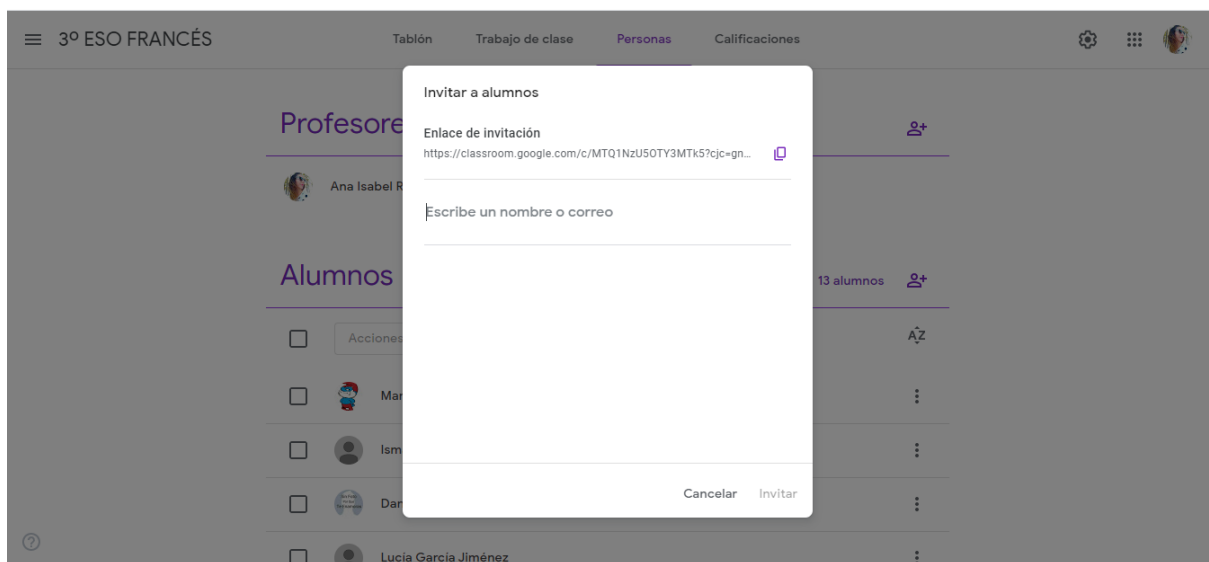 3º ESO FRANCÉS
Tablón Trabajo de clase Personas Calificaciones
Invitar a alumnos
Profesore
Enlace de invitación
https://classroom.google.com/c/MTQ1NzU5OTY3MTk5?cjc=gn...
Ana Isabel R
Escribe un nombre o correo
Alumnos 13 alumnos
Acciones
AZ
Mar
Ism
Cancelar Invitar
Dar
Lucía García Jiménez